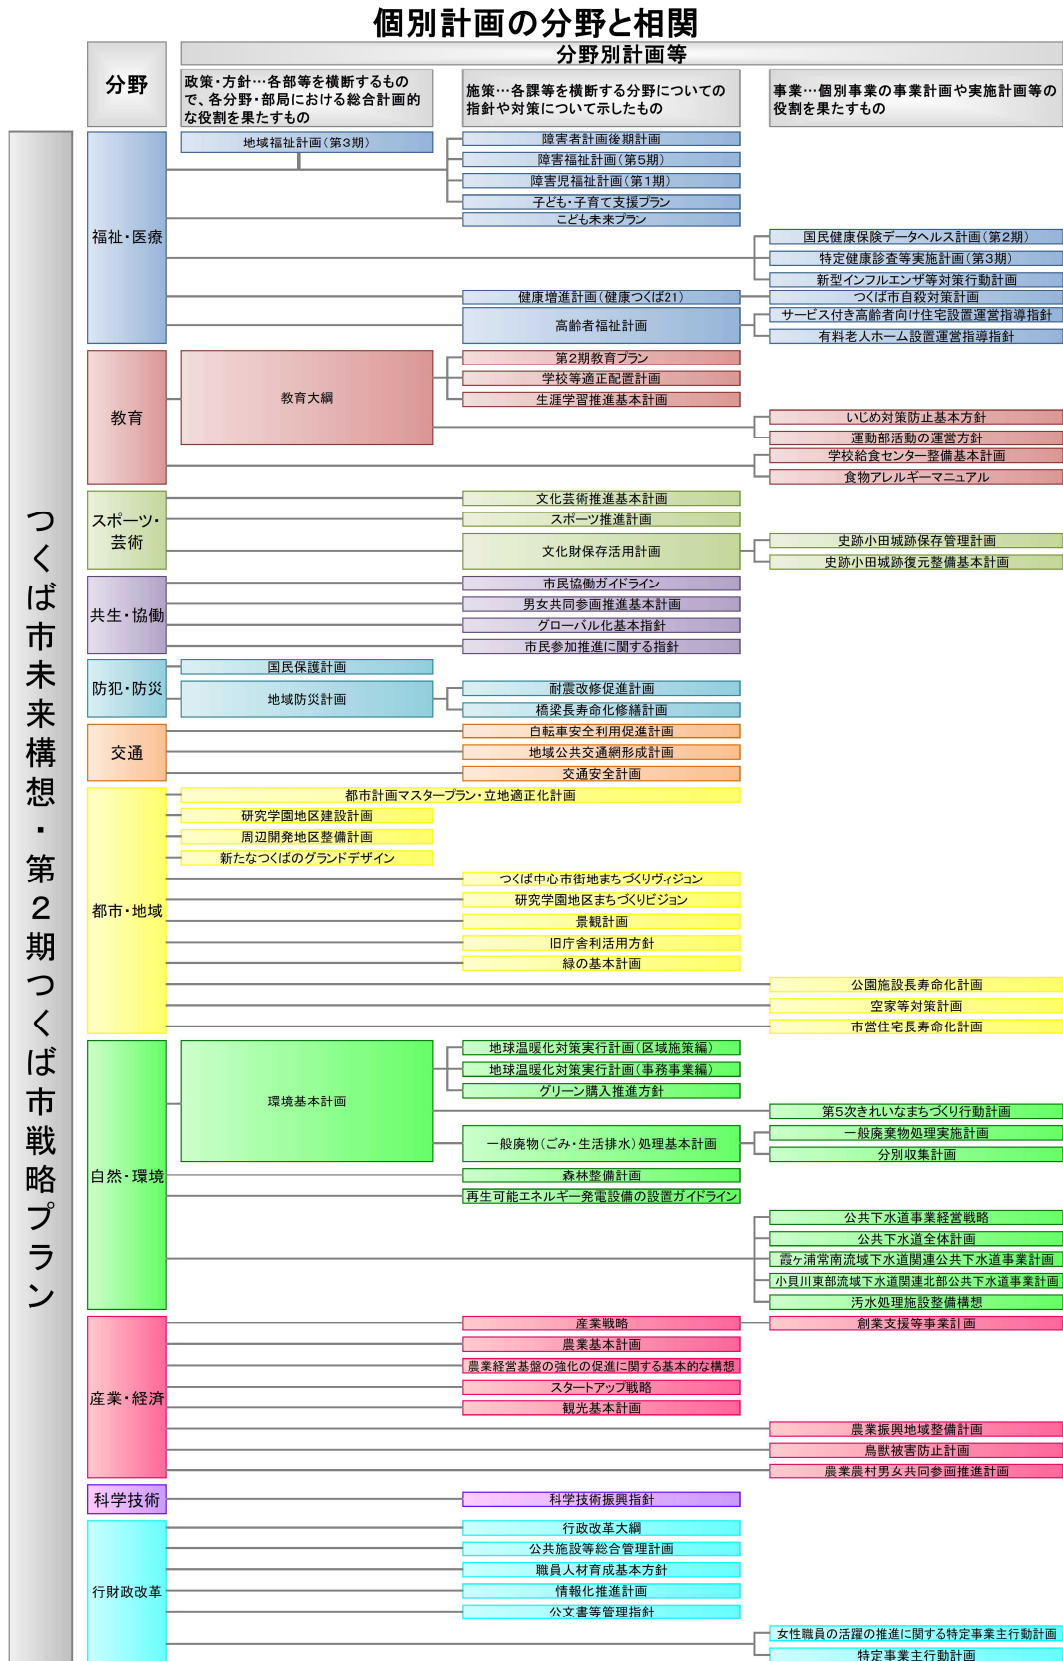 個別計画の分野と相関
分野
分野別計画等
政策・方針…各部等を横断するもの
で、各分野・部局における総合計画的
な役割を果たすもの
施策…各課等を横断する分野についての
指針や対策について示したもの
事業…個別事業の事業計画や実施計画等の
役割を果たすもの
つくば市未来構想・第２期つくば市戦略プラン
福祉・医療
地域福祉計画（第3期）
障害者計画後期計画
障害福祉計画（第5期）
障害児福祉計画（第1期）
子ども・子育て支援プラン
こども未来プラン
国民健康保険データヘルス計画（第2期）
特定健康診査等実施計画（第3期）
新型インフルエンザ等対策行動計画
健康増進計画（健康つくば21）
つくば市自殺対策計画
高齢者福祉計画
サービス付き高齢者向け住宅設置運営指導指針
有料老人ホーム設置運営指導指針
教育
教育大綱
第2期教育プラン
学校等適正配置計画
生涯学習推進基本計画
いじめ対策防止基本方針
運動部活動の運営方針
学校給食センター整備基本計画
食物アレルギーマニュアル
スポーツ・
芸術
文化芸術推進基本計画
スポーツ推進計画
文化財保存活用計画
史跡小田城跡保存管理計画
史跡小田城跡復元整備基本計画
共生・協働
市民協働ガイドライン
男女共同参画推進基本計画
グローバル化基本指針
市民参加推進に関する指針
防犯・防災
国民保護計画
地域防災計画
耐震改修促進計画
橋梁長寿命化修繕計画
交通
自転車安全利用促進計画
地域公共交通網形成計画
交通安全計画
都市・地域
都市計画マスタープラン・立地適正化計画
研究学園地区建設計画
周辺開発地区整備計画
新たなつくばのグランドデザイン
つくば中心市街地まちづくりヴィジョン
研究学園地区まちづくりビジョン
景観計画
旧庁舎利活用方針
緑の基本計画
公園施設長寿命化計画
空家等対策計画
市営住宅長寿命化計画
自然・環境
環境基本計画
地球温暖化対策実行計画（区域施策編）
地球温暖化対策実行計画（事務事業編）
グリーン購入推進方針
第5次きれいなまちづくり行動計画
一般廃物（ごみ・生活排水）処理基本計画
一般廃棄物処理実施計画
分別収集計画
森林整備計画
再生可能エネルギー発電設備の設置ガイドライン
公共下水道事業経営戦略
公共下水道全体計画
霞ヶ浦常南流域下水道関連公共下水道事業計画
小貝川東部流域下水道関連北部公共下水道事業計画
汚水処理施設整備構想
産業・経済
産業戦略
創業支援等事業計画
農業基本計画
農業経営基盤の強化の促進に関する基本的な構想
スタートアップ戦略
観光基本計画
農業振興地域整備計画
鳥獣被害防止計画
農業農村男女共同参画推進計画
科学技術
科学技術振興指針
行財政改革
行政改革大綱
公共施設等総合管理計画
職員人材育成基本方針
情報化推進計画
公文書等管理指針
女性職員の活躍の推進に関する特定事業主行動計画
特定事業主行動計画